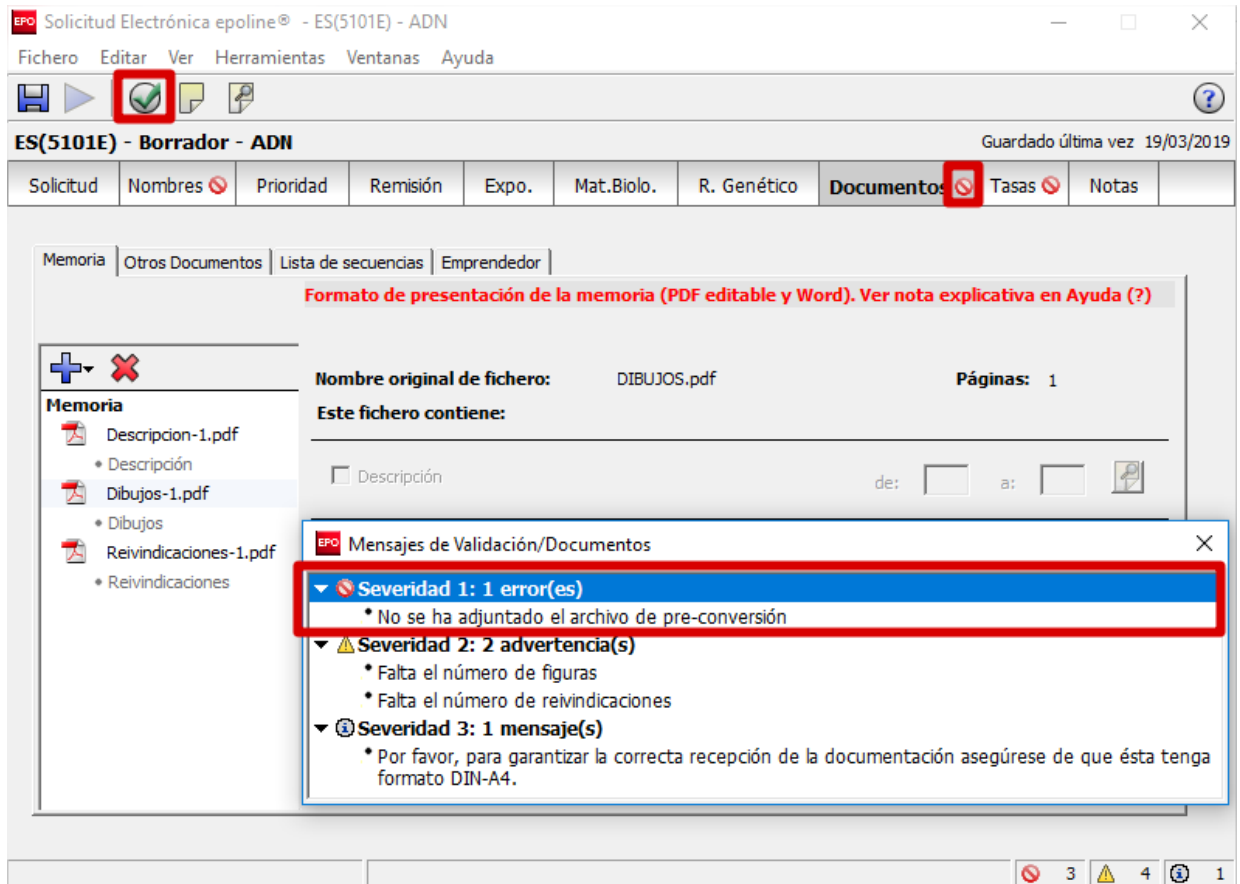 EPO Solicitud Electrónica epoline® - ES(5101E) - ADN
Fichero Editar Ver Herramientas Ventanas Ayuda
?
ES(5101E) - Borrador - ADN Guardado última vez 19/03/2019
Solicitud Nombres Prioridad Remisión Expo. Mat.Biolo. R. Genético Documentos Tasas Notas
Memoria Otros Documentos Lista de secuencias Emprendedor
Formato de presentación de la memoria (PDF editable y Word). Ver nota explicativa en Ayuda (?)
Nombre original de fichero: DIBUJOS.pdf Páginas: 1
Memoria
Este fichero contiene:
Descripcion-1.pdf
• Descripción
Descripción de: a:
Dibujos-1.pdf
• Dibujos
Reivindicaciones-1.pdf
• Reivindicaciones
EPO Mensajes de Validación/Documentos
Severidad 1: 1 error(es)
• No se ha adjuntado el archivo de pre-conversión
Severidad 2: 2 advertencia(s)
• Falta el número de figuras
• Falta el número de reivindicaciones
Severidad 3: 1 mensaje(s)
• Por favor, para garantizar la correcta recepción de la documentación asegúrese de que ésta tenga
formato DIN-A4.
3 4 1